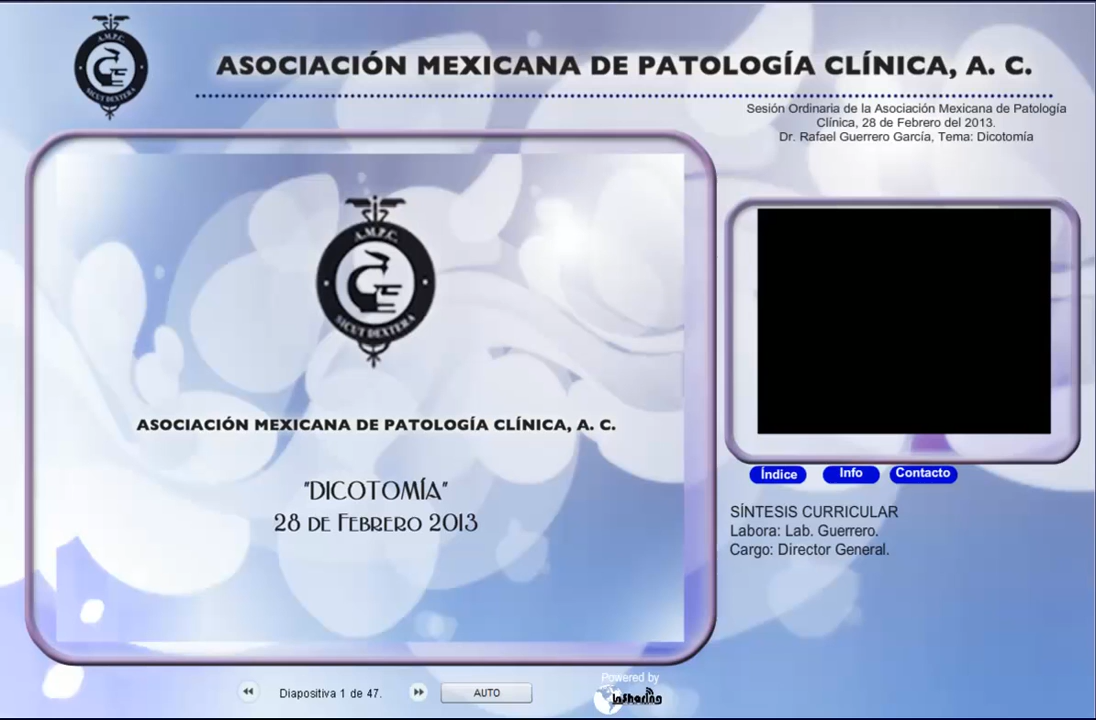 A.M.P.C.
SICUT DEXTERA
ASOCIACIÓN MEXICANA DE PATOLOGÍA CLÍNICA, A. C.
Sesión Ordinaria de la Asociación Mexicana de Patología
Clínica, 28 de Febrero del 2013.
Dr. Rafael Guerrero García, Tema: Dicotomía
A.M.P.C.
SICUT DEXTERA
ASOCIACIÓN MEXICANA DE PATOLOGÍA CLÍNICA, A. C.
"DICOTOMÍA"
28 DE FEBRERO 2013
Índice Info Contacto
SÍNTESIS CURRICULAR
Labora: Lab. Guerrero.
Cargo: Director General.
Diapositiva 1 de 47.
AUTO
Powered by
InSharing